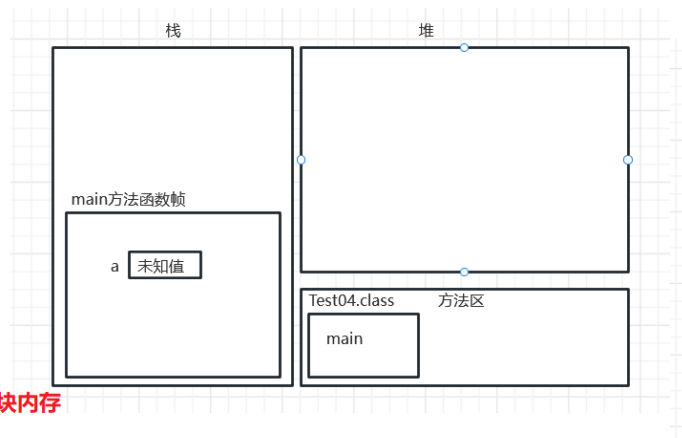 栈
堆
main方法函数帧
a
未知值
Test04.class
方法区
main
块内存